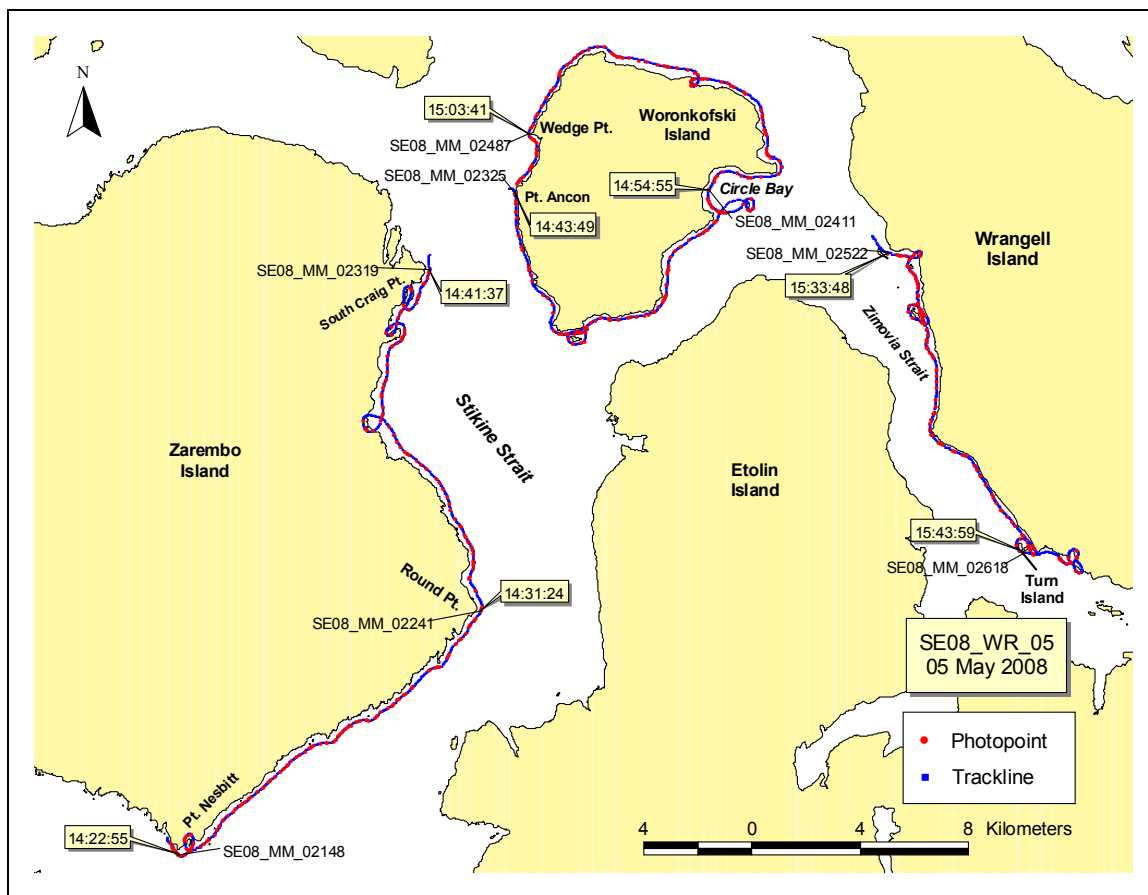 N
15:03:41
Wedge Pt.
SE08_MM_02487
Woronkofski
Island
SE08_MM_02325
Pt. Ancon
14:43:49
14:54:55
Circle Bay
SE08_MM_02411
SE08_MM_02522
15:33:48
Wrangell
Island
SE08_MM_02319
14:41:37
South Craig Pt.
Zimovia Strait
Stikine Strait
Zarembo
Island
Etolin
Island
15:43:59
SE08_MM_02618
Turn
Island
Round Pt.
14:31:24
SE08_MM_02241
SE08_WR_05
05 May 2008
Photopoint
Trackline
Pt. Nesbitt
14:22:55
SE08_MM_02148
4 0 4 8 Kilometers